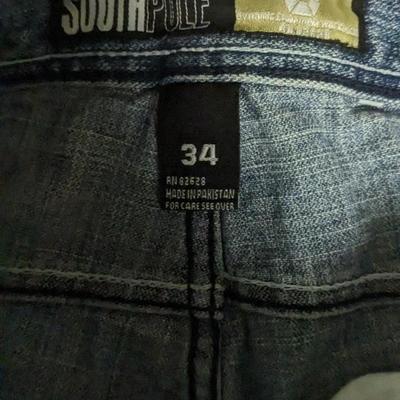 SOUTHPOLE
34
RN 82628
MADE IN PAKISTAN
FOR CARE SEE OVER